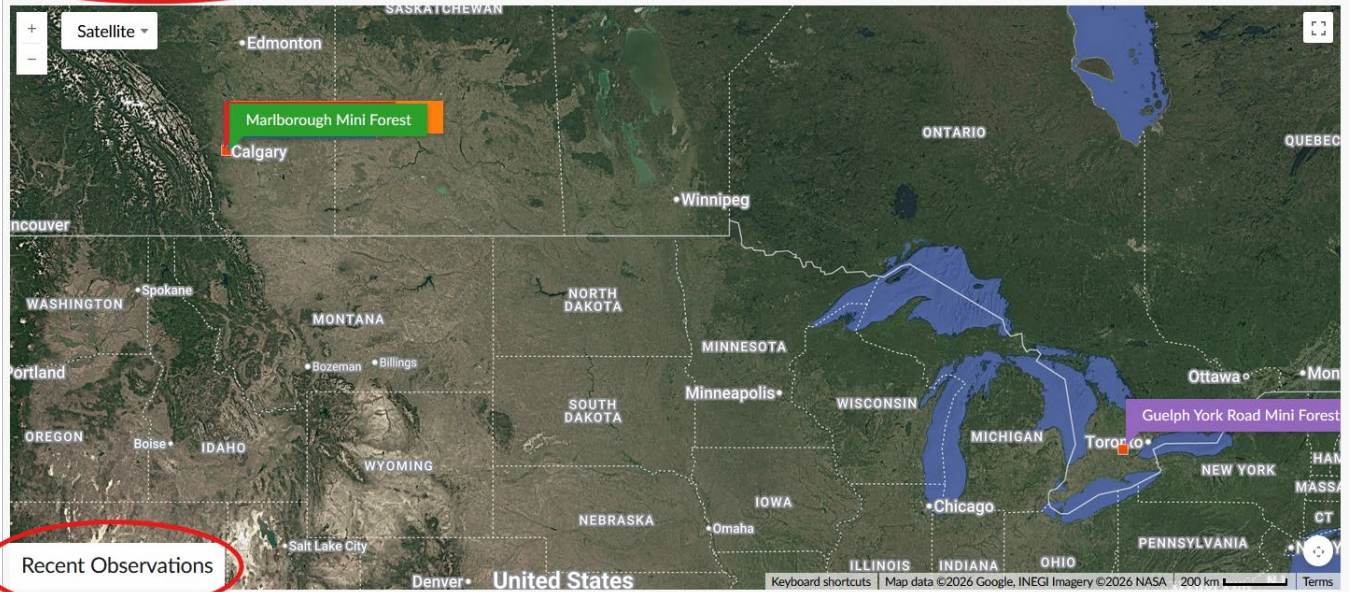 SASKATCHEWAN
+
Satellite
−
Edmonton
Marlborough Mini Forest
Calgary
ONTARIO
QUEBEC
Winnipeg
ncouver
Spokane
WASHINGTON
NORTH
DAKOTA
MONTANA
MINNESOTA
Bozeman
Billings
Portland
Ottawa
Mon
Minneapolis
WISCONSIN
SOUTH
DAKOTA
Guelph York Road Mini Forest
OREGON
Boise
IDAHO
MICHIGAN
Toronto
WYOMING
NEW YORK
HAM
MASSA
IOWA
Chicago
NEBRASKA
Omaha
CT
Salt Lake City
PENNSYLVANIA
Recent Observations
ILLINOIS
INDIANA
OHIO
Denver
United States
Keyboard shortcuts
Map data ©2026 Google, INEGI Imagery ©2026 NASA
200 km
Terms